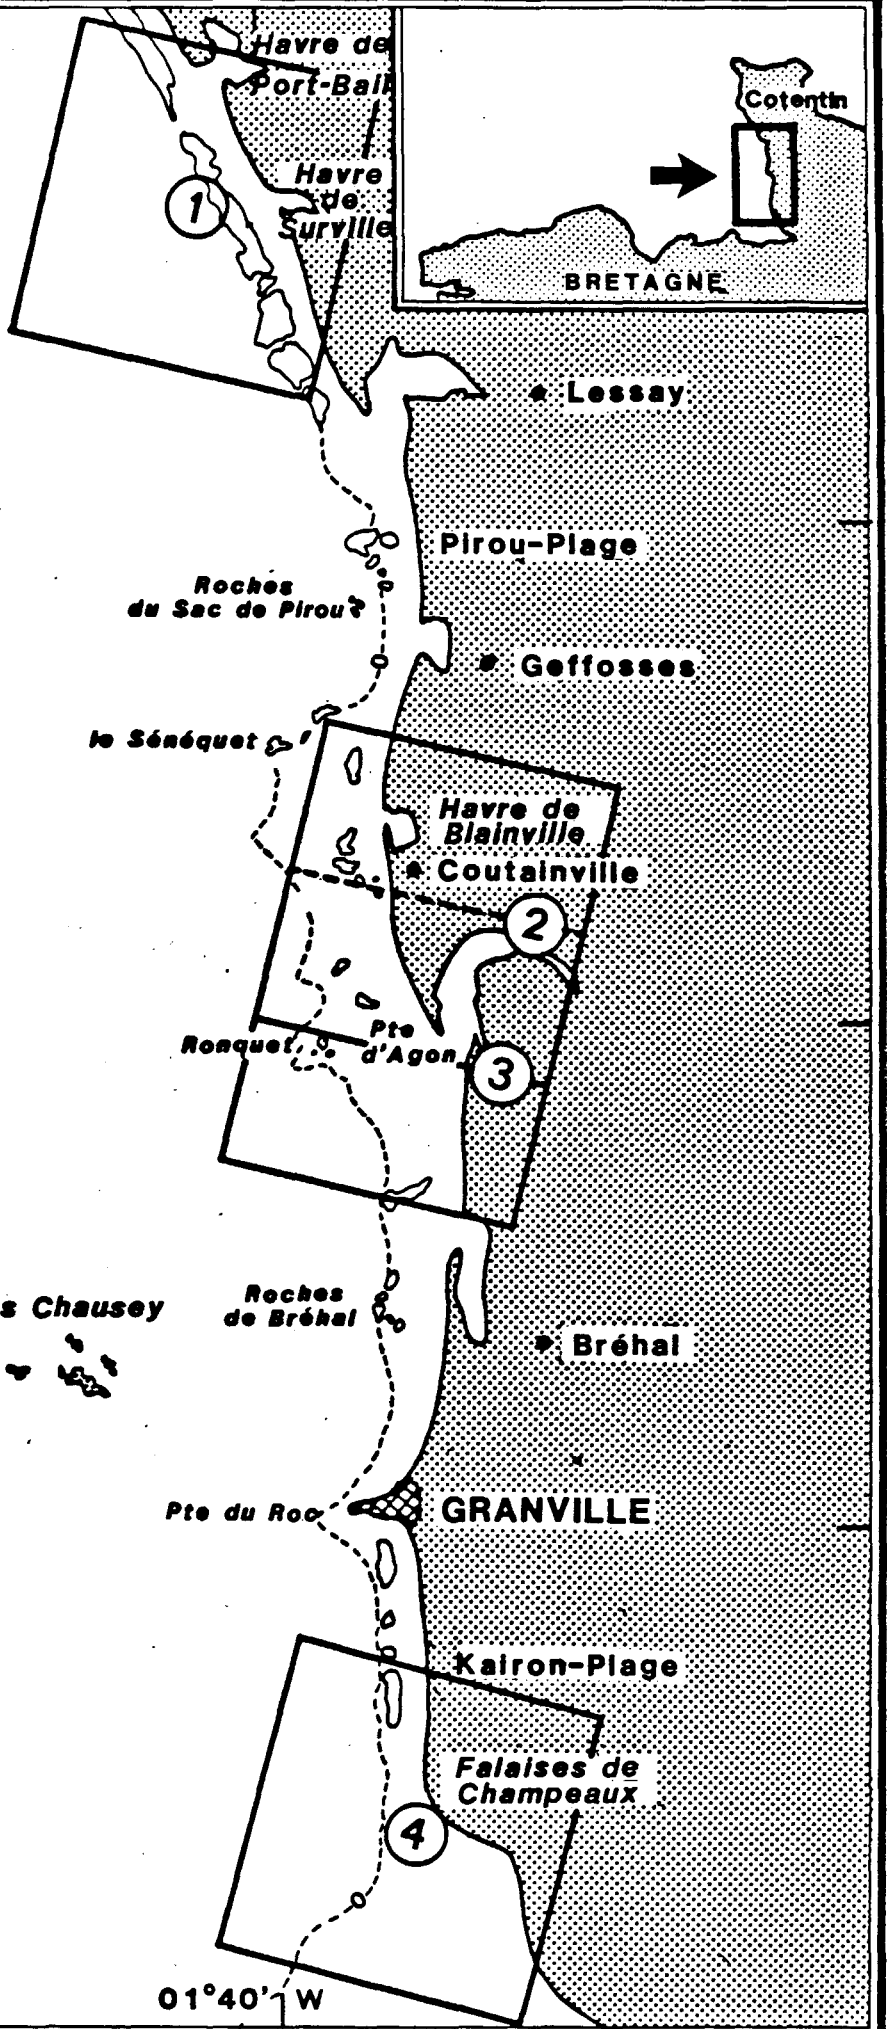 Havre de
Port-Bail
Cotentin
BRETAGNE
Havre
de
Surville
1
Lessay
Pirou-Plage
Roches
du Sac de Pirou
Geffosses
le Sénéquet
Havre de
Blainville
Coutainville
2
Ronquet
Pte
d'Agon
3
s Chausey
Roches
de Bréhal
Bréhal
Pte du Roc
GRANVILLE
Kairon-Plage
Falaises de
Champeaux
4
01°40' W